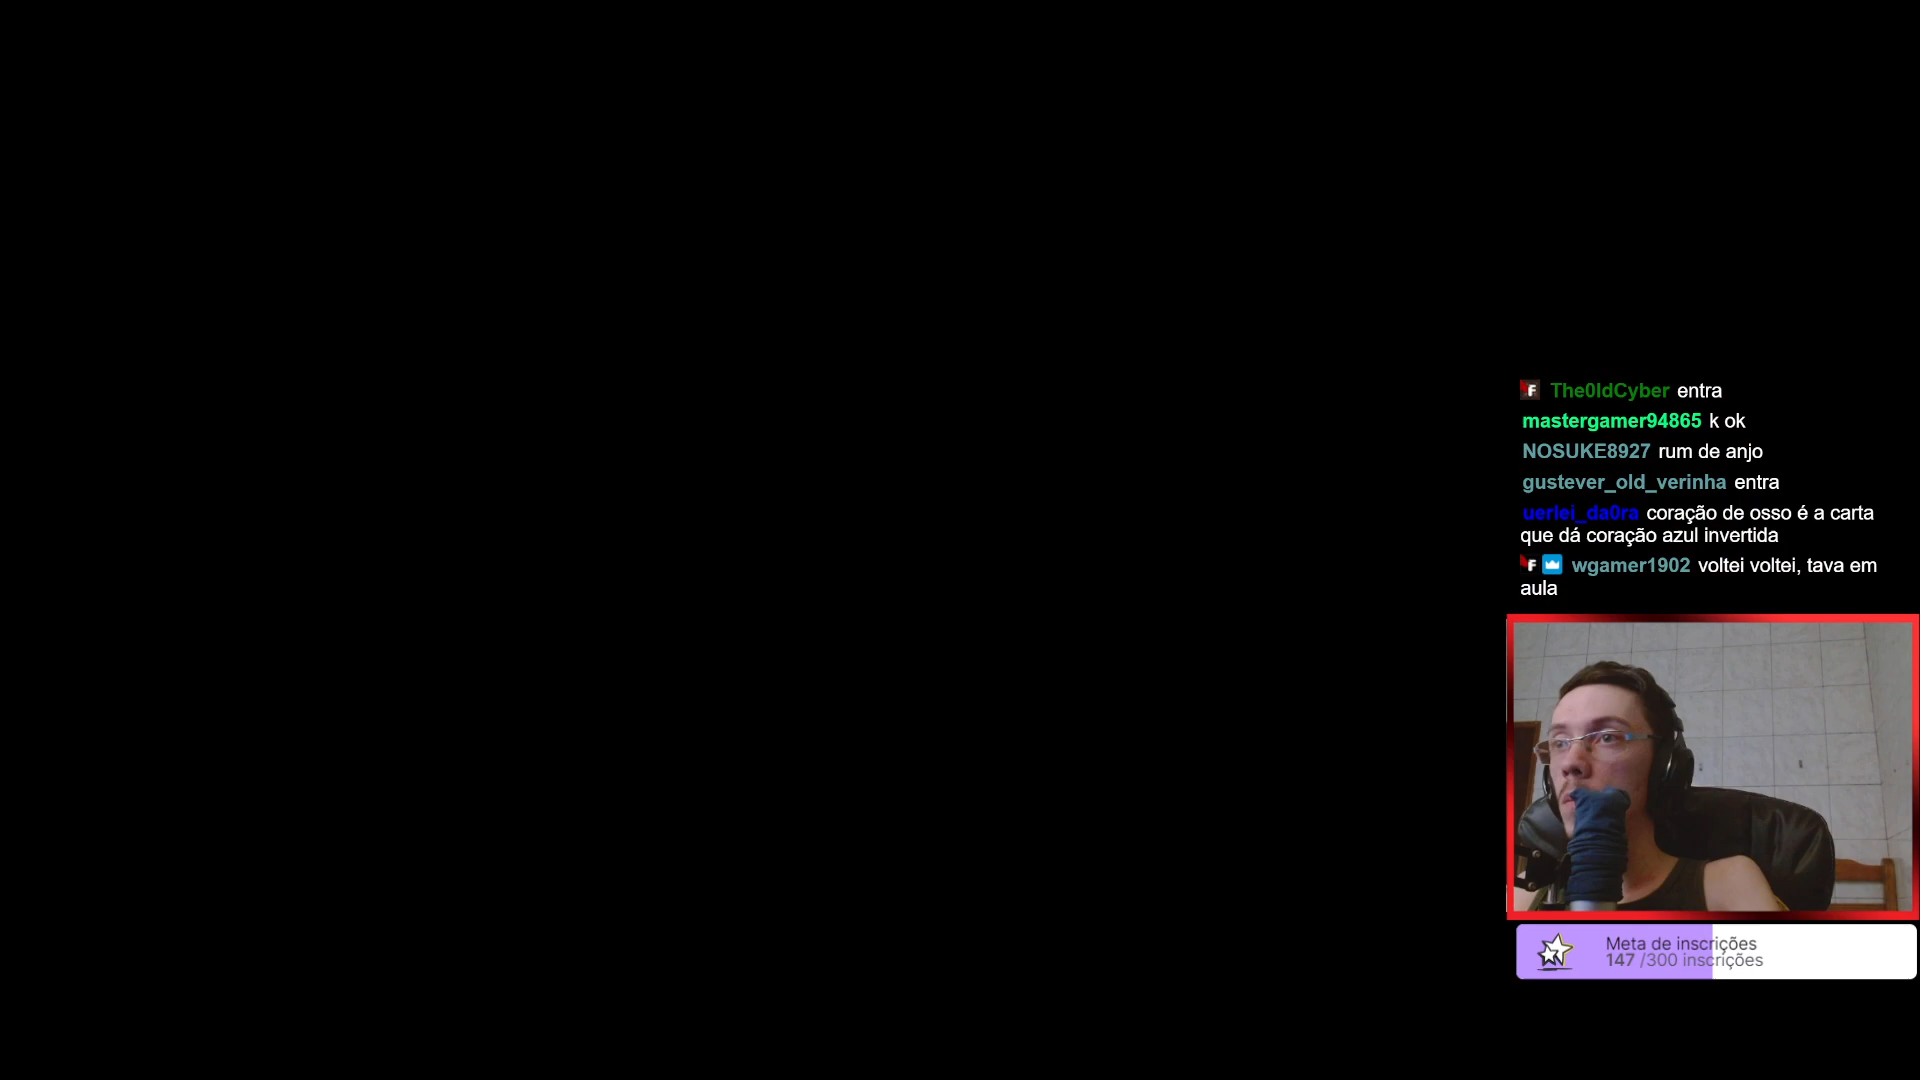 The0ldCyber entra
mastergamer94865 k ok
NOSUKE8927 rum de anjo
gustever_old_verinha entra
uerlei_da0ra coração de osso é a carta
que dá coração azul invertida
wgamer1902 voltei voltei, tava em
aula
Meta de inscrições
147 /300 inscrições